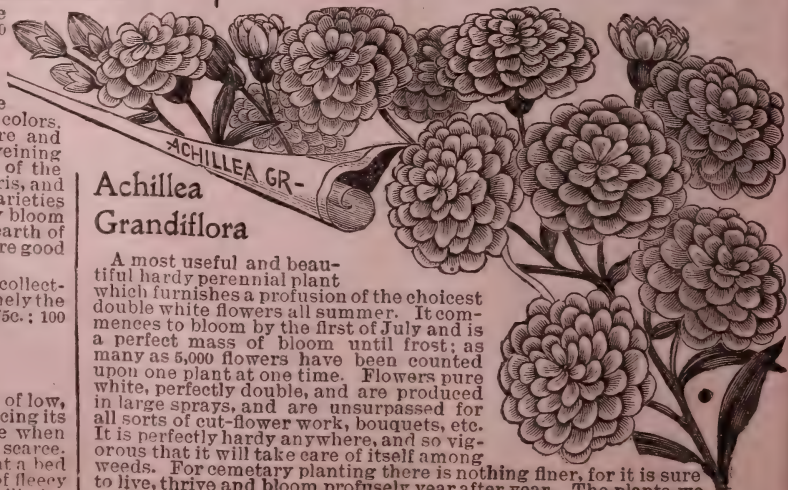 colors.
re and
veining
of the
ris, and
arieties
bloom
earth of
re good
collect-
nely the
5c.; 100
of low,
cing its
e when
scarce.
at a bed
of fleecy
ACHILLEA GR-
Achillea
Grandiflora
A most useful and beau-
tiful hardy perennial plant
which furnishes a profusion of the choicest
double white flowers all summer. It com-
mences to bloom by the first of July and is
a perfect mass of bloom until frost; as
many as 5,000 flowers have been counted
upon one plant at one time. Flowers pure
white, perfectly double, and are produced
in large sprays, and are unsurpassed for
all sorts of cut-flower work, bouquets, etc.
It is perfectly hardy anywhere, and so vig-
orous that it will take care of itself among
weeds. For cemetary planting there is nothing finer, for it is sure
to live, thrive and bloom profusely year after year. The plants we